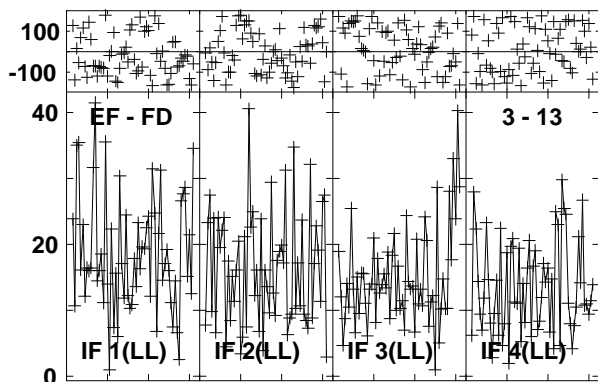 100
-100
EF - FD
3 - 13
40
20
0
IF 1(LL)
IF 2(LL)
IF 3(LL)
IF 4(LL)